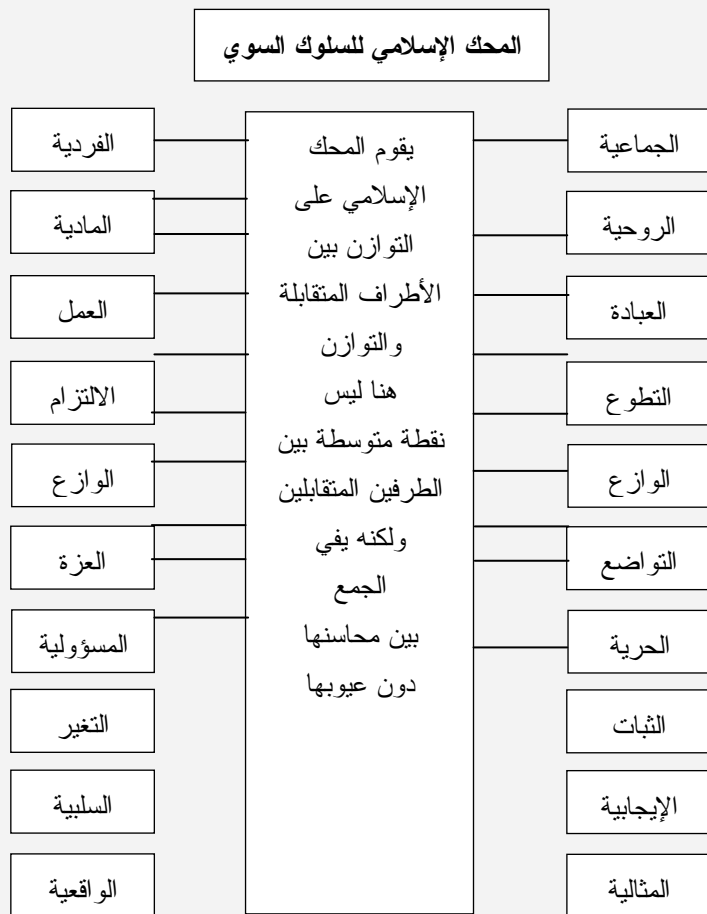 المحك الإسلامي للسلوك السوي
الجماعية
الروحية
العبادة
التطوع
الوازع
التواضع
الحرية
الثبات
الإيجابية
المثالية
يقوم المحك
الإسلامي على
التوازن بين
الأطراف المتقابلة
والتوازن
هنا ليس
نقطة متوسطة بين
الطرفين المتقابلين
ولكنه يفي
الجمع
بين محاسنها
دون عيوبها
الفردية
المادية
العمل
الالتزام
الوازع
العزة
المسؤولية
التغير
السلبية
الواقعية